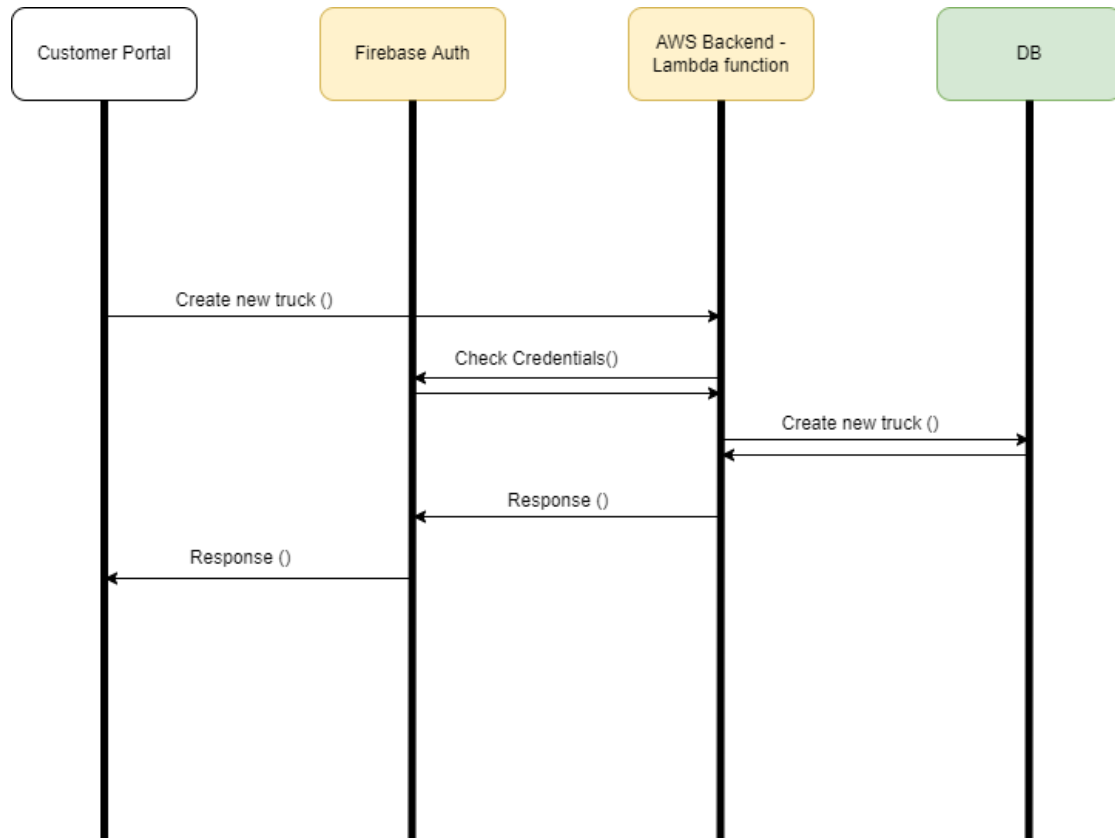 Customer Portal
Firebase Auth
AWS Backend -
Lambda function
DB
Create new truck ()
Check Credentials()
Create new truck ()
Response ()
Response ()